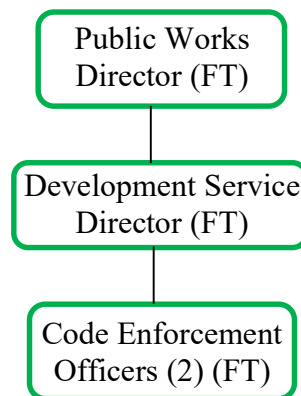 Public Works
Director (FT)
Development Service
Director (FT)
Code Enforcement
Officers (2) (FT)